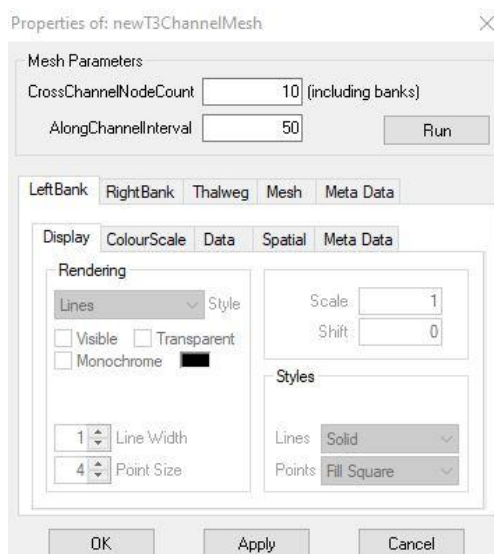 Properties of: newT3ChannelMesh
Mesh Parameters
CrossChannelNodeCount 10 (including banks)
AlongChannelInterval 50 Run
LeftBank RightBank Thalweg Mesh Meta Data
Display ColourScale Data Spatial Meta Data
Rendering
Lines Style
Visible Transparent
Monochrome
1 Line Width
4 Point Size
Scale 1
Shift 0
Styles
Lines Solid
Points Fill Square
OK Apply Cancel